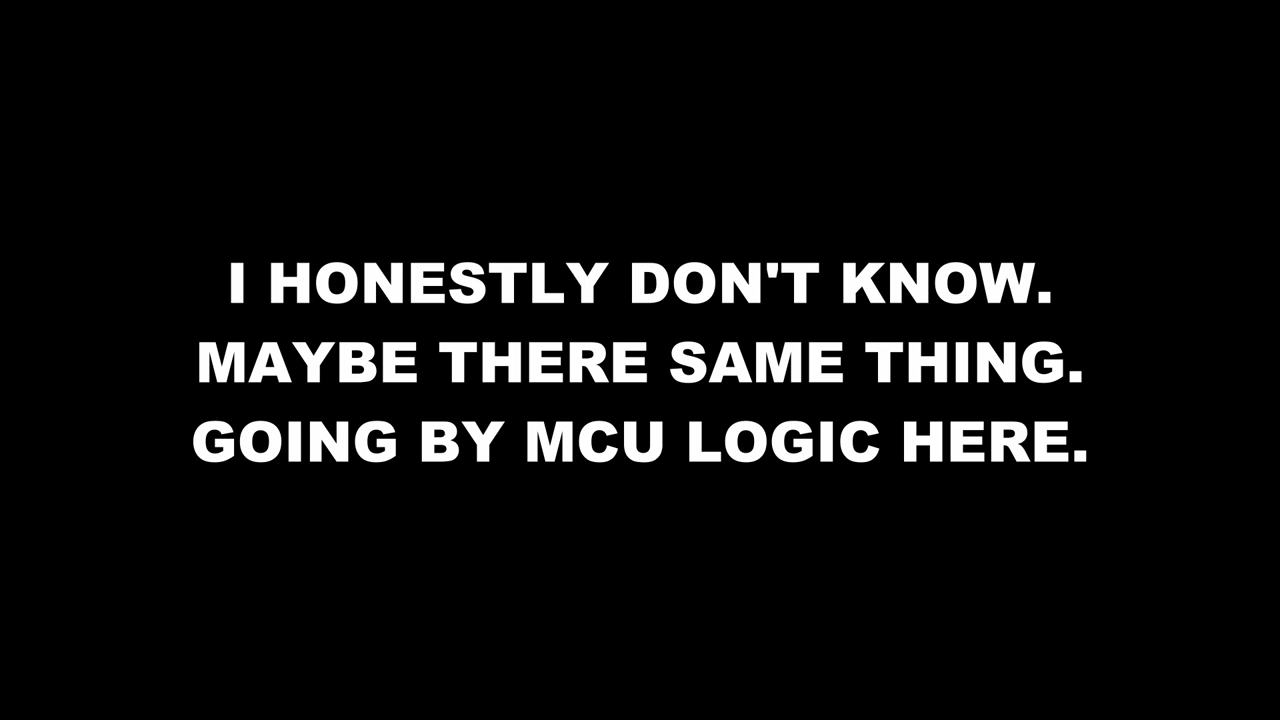 I HONESTLY DON'T KNOW.
MAYBE THERE SAME THING.
GOING BY MCU LOGIC HERE.